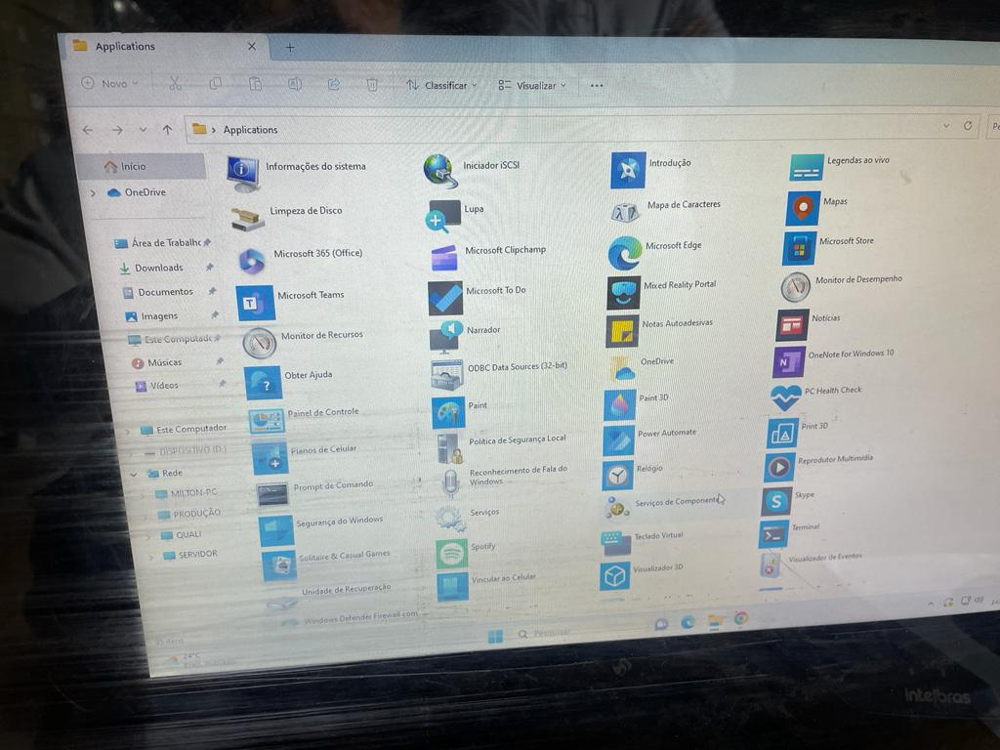 Applications
Novo
Classificar
Visualizar
Applications
Início
OneDrive
Área de Trabalho
Downloads
Documentos
Imagens
Este Computado
Músicas
Vídeos
Este Computador
DISPOSITIVO (D:)
Rede
MILTON-PC
PRODUÇÃO
QUALI
SERVIDOR
Informações do sistema
Iniciador iSCSI
Introdução
Legendas ao vivo
Limpeza de Disco
Lupa
Mapa de Caracteres
Mapas
Microsoft 365 (Office)
Microsoft Clipchamp
Microsoft Edge
Microsoft Store
Microsoft Teams
Microsoft To Do
Mixed Reality Portal
Monitor de Desempenho
Monitor de Recursos
Narrador
Notas Autoadesivas
Notícias
Obter Ajuda
ODBC Data Sources (32-bit)
OneDrive
OneNote for Windows 10
Painel de Controle
Paint
Paint 3D
PC Health Check
Planos de Celular
Política de Segurança Local
Power Automate
Print 3D
Prompt de Comando
Reconhecimento de Fala do
Windows
Relógio
Reprodutor Multimídia
Segurança do Windows
Serviços
Serviços de Componente
Skype
Solitaire & Casual Games
Spotify
Teclado Virtual
Terminal
Unidade de Recuperação
Vincular ao Celular
Visualizador 3D
Visualizador de Eventos
Windows Defender Firewall com
itens
24°C
Pesquisar
intelbras